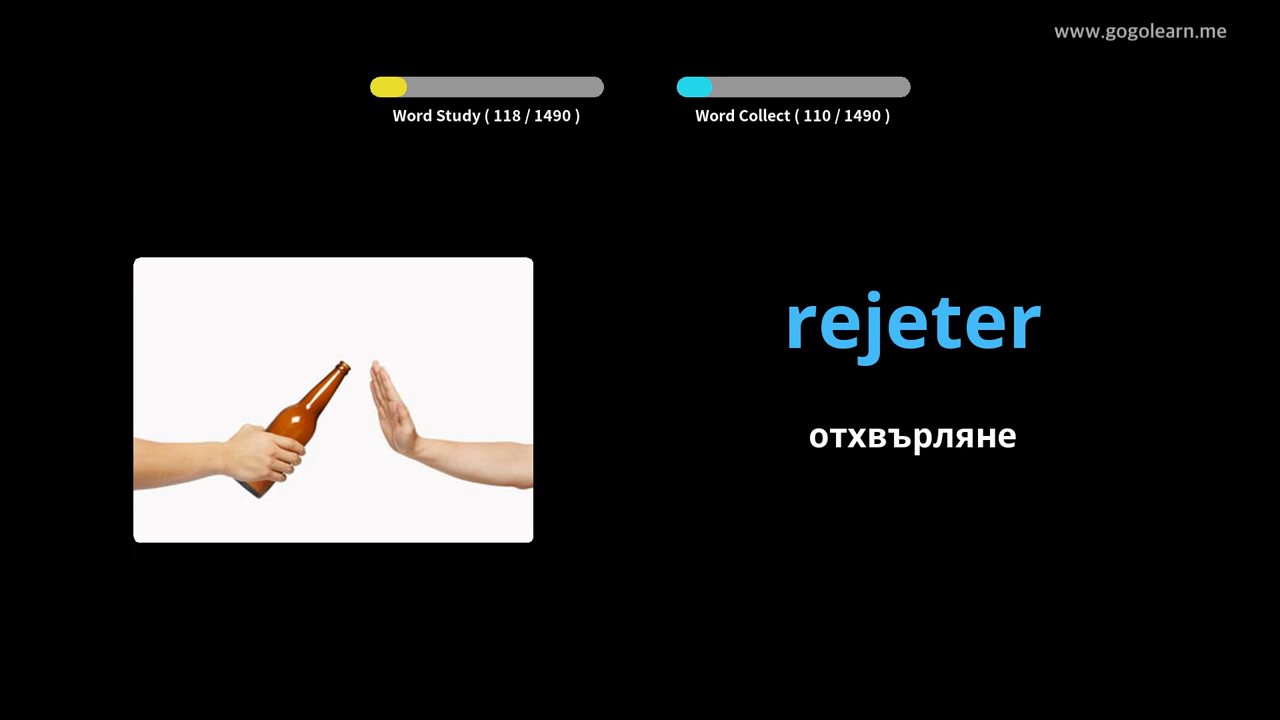 www.gogolearn.me
Word Study ( 118 / 1490 )
Word Collect ( 110 / 1490 )
rejeter
отхвърляне